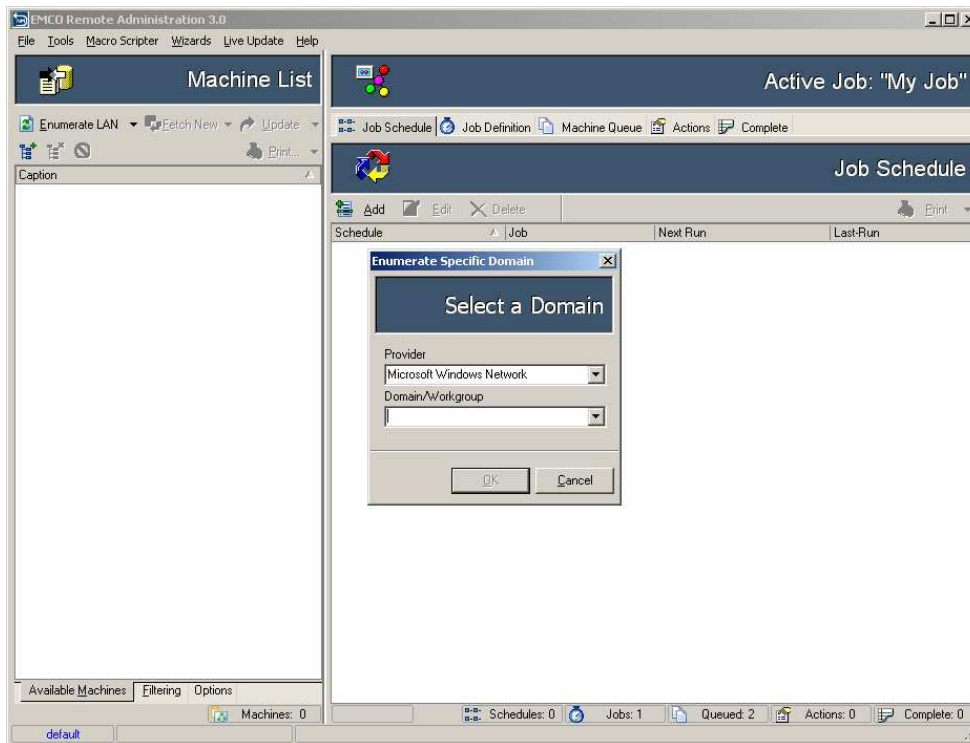 EMCO Remote Administration 3.0
File Tools Macro Scripter Wizards Live Update Help
Machine List
Enumerate LAN Fetch New Update
Print...
Caption
Active Job: "My Job"
Job Schedule Job Definition Machine Queue Actions Complete
Job Schedule
Add Edit Delete Print
Schedule Job Next Run Last-Run
Enumerate Specific Domain
Select a Domain
Provider
Microsoft Windows Network
Domain/Workgroup
OK Cancel
Available Machines Filtering Options
Machines: 0
Schedules: 0 Jobs: 1 Queued: 2 Actions: 0 Complete: 0
default